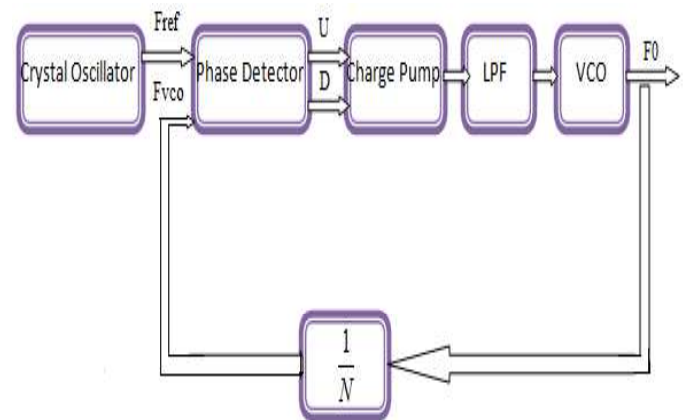 Fref
U
F0
Crystal Oscillator
Phase Detector
Charge Pump
LPF
VCO
Fvco
D
1
N